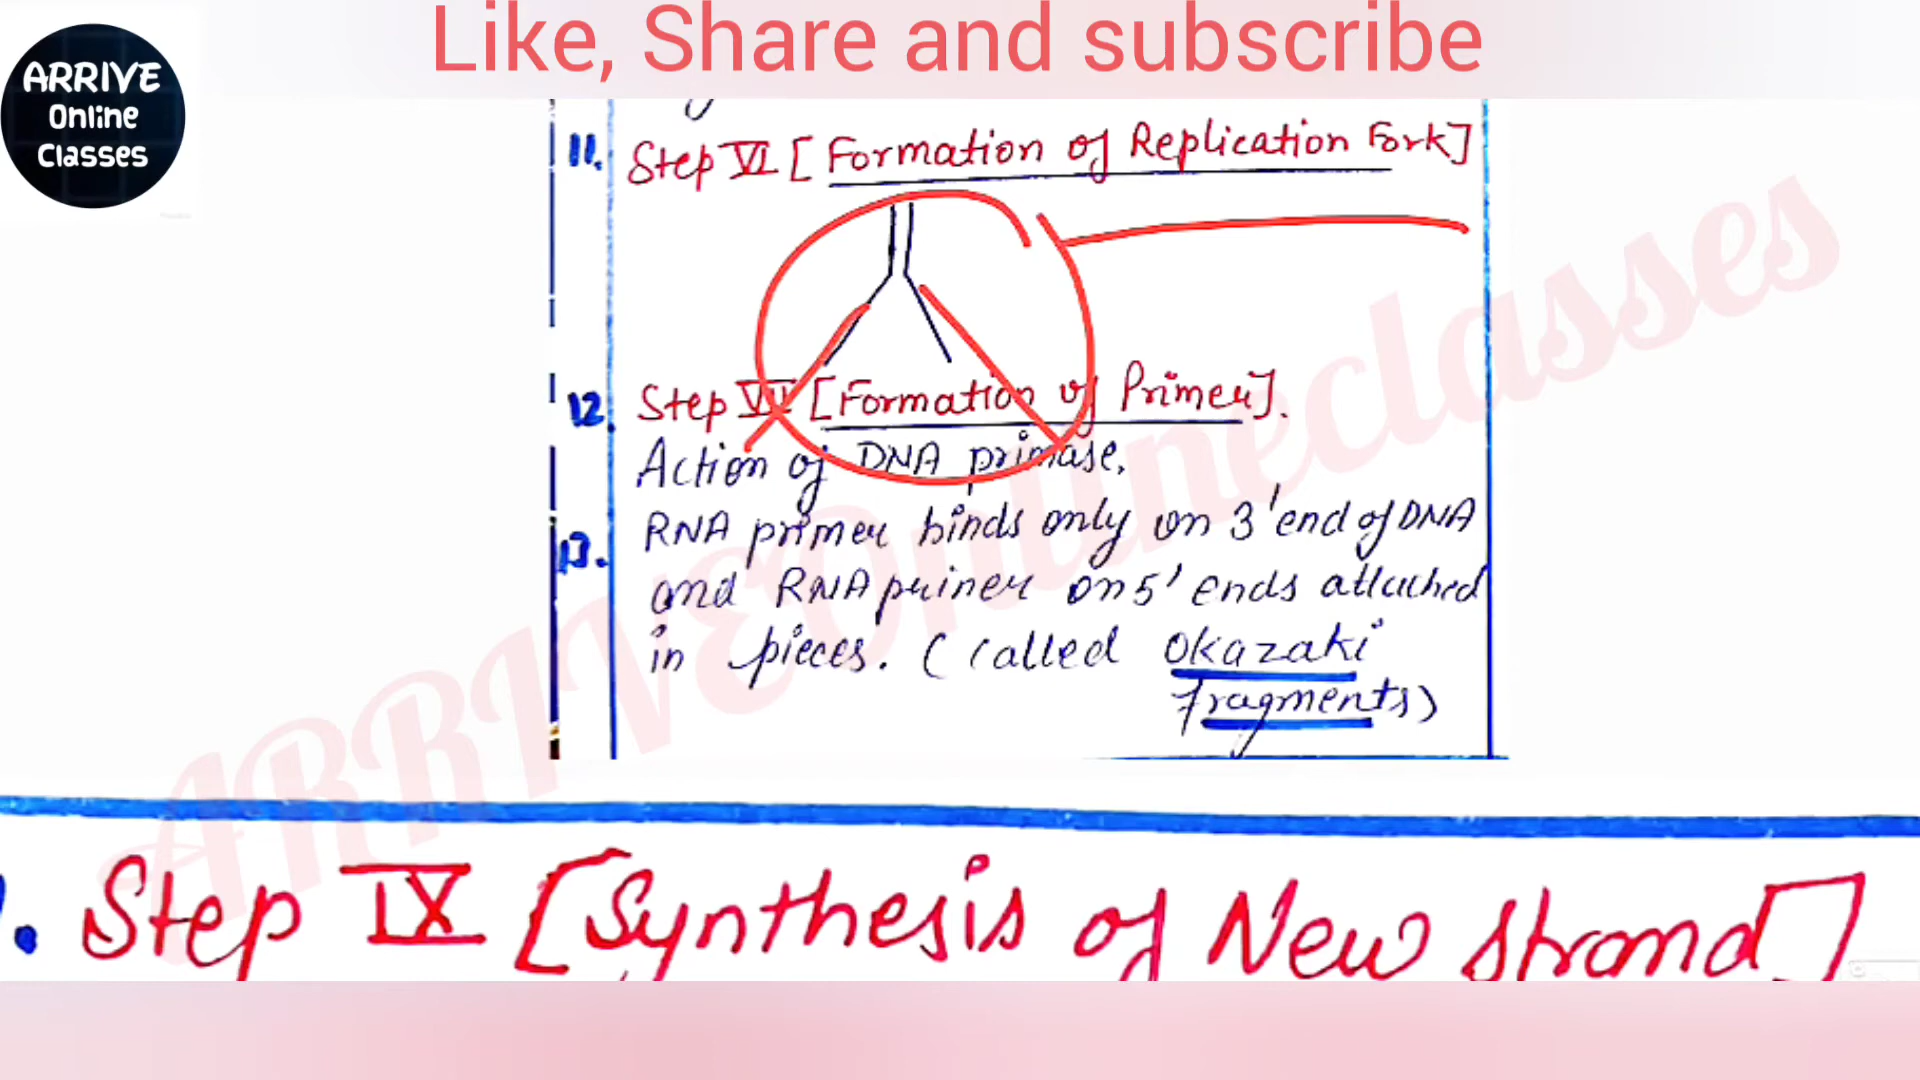 Like, Share and subscribe
ARRIVE
Online
Classes
11. Step VI [Formation of Replication Fork]
12. Step VII [Formation of Primer].
Action of DNA primase,
13. RNA primer binds only on 3' end of DNA
and RNA priner on 5' ends attached
in pieces. (called Okazaki
fragments)
. Step IX [Synthesis of New strand]
ARRIVEOnlineclasses